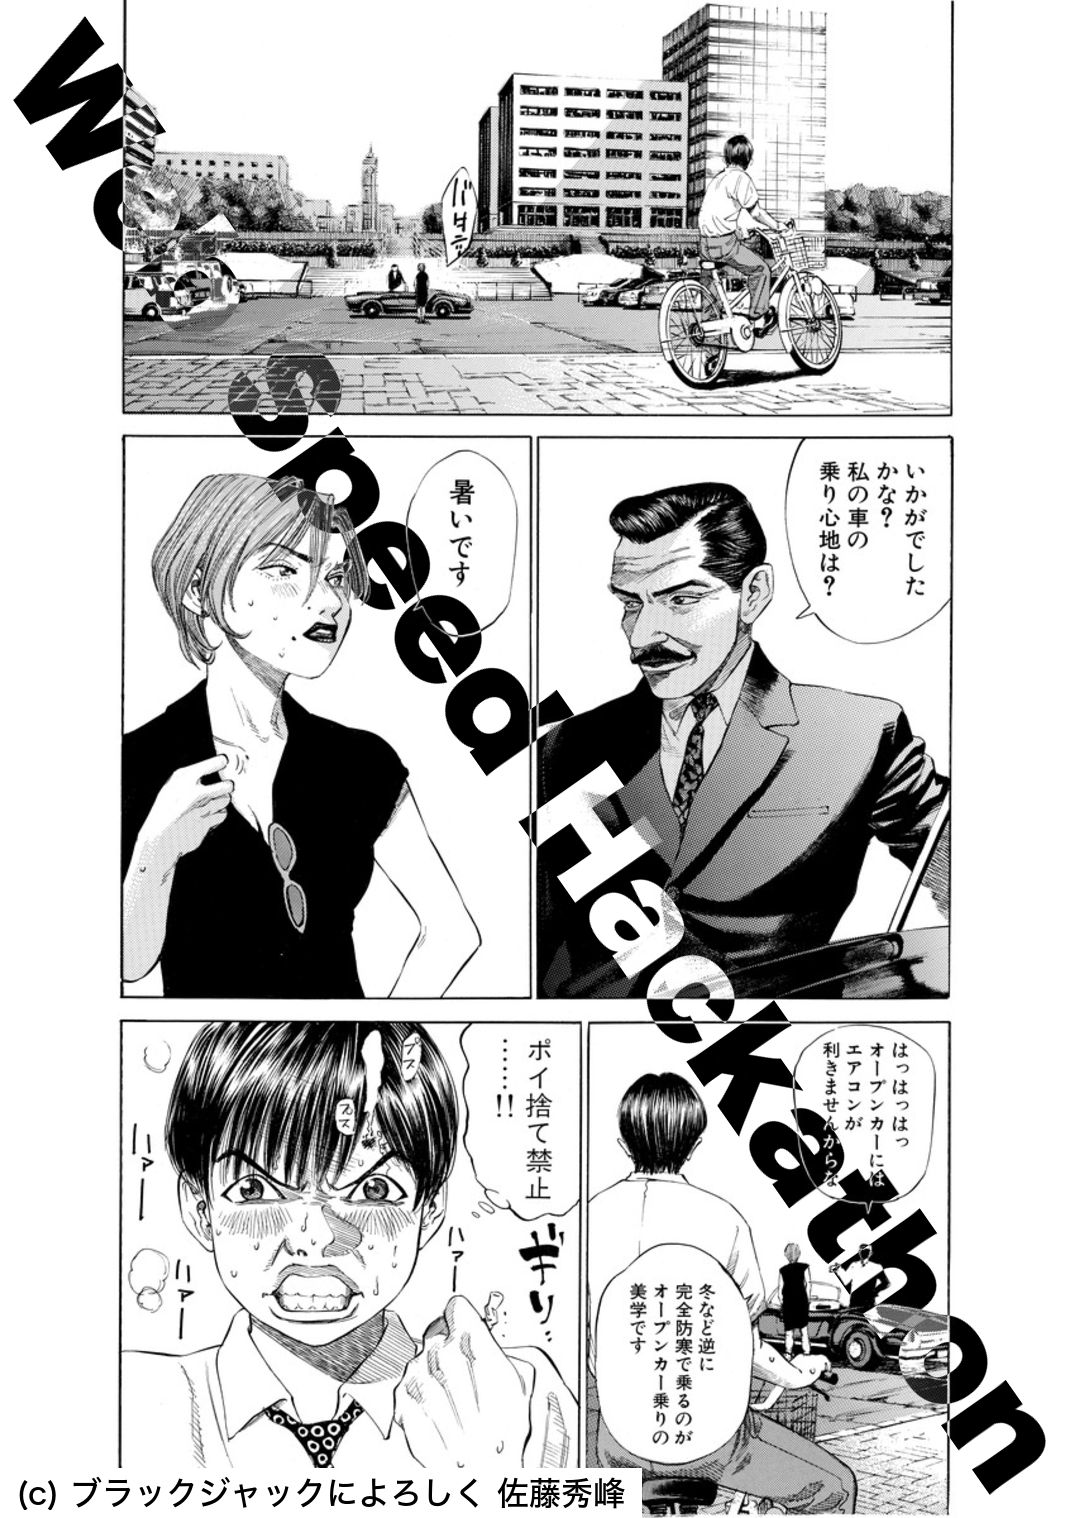 Wo Speed Hackathon
バタン
いかがでした
かな?
私の車の
乗り心地は?
暑いです
はっはっはっ
オープンカーには
エアコンが
利きませんからな
冬など逆に
完全防寒で乗るのが
オープンカー乗りの
美学です
ポイ捨て禁止
……!!
プス
プス
ハァー
ハァー
ハァー
ギリ…
(c) ブラックジャックによろしく 佐藤秀峰